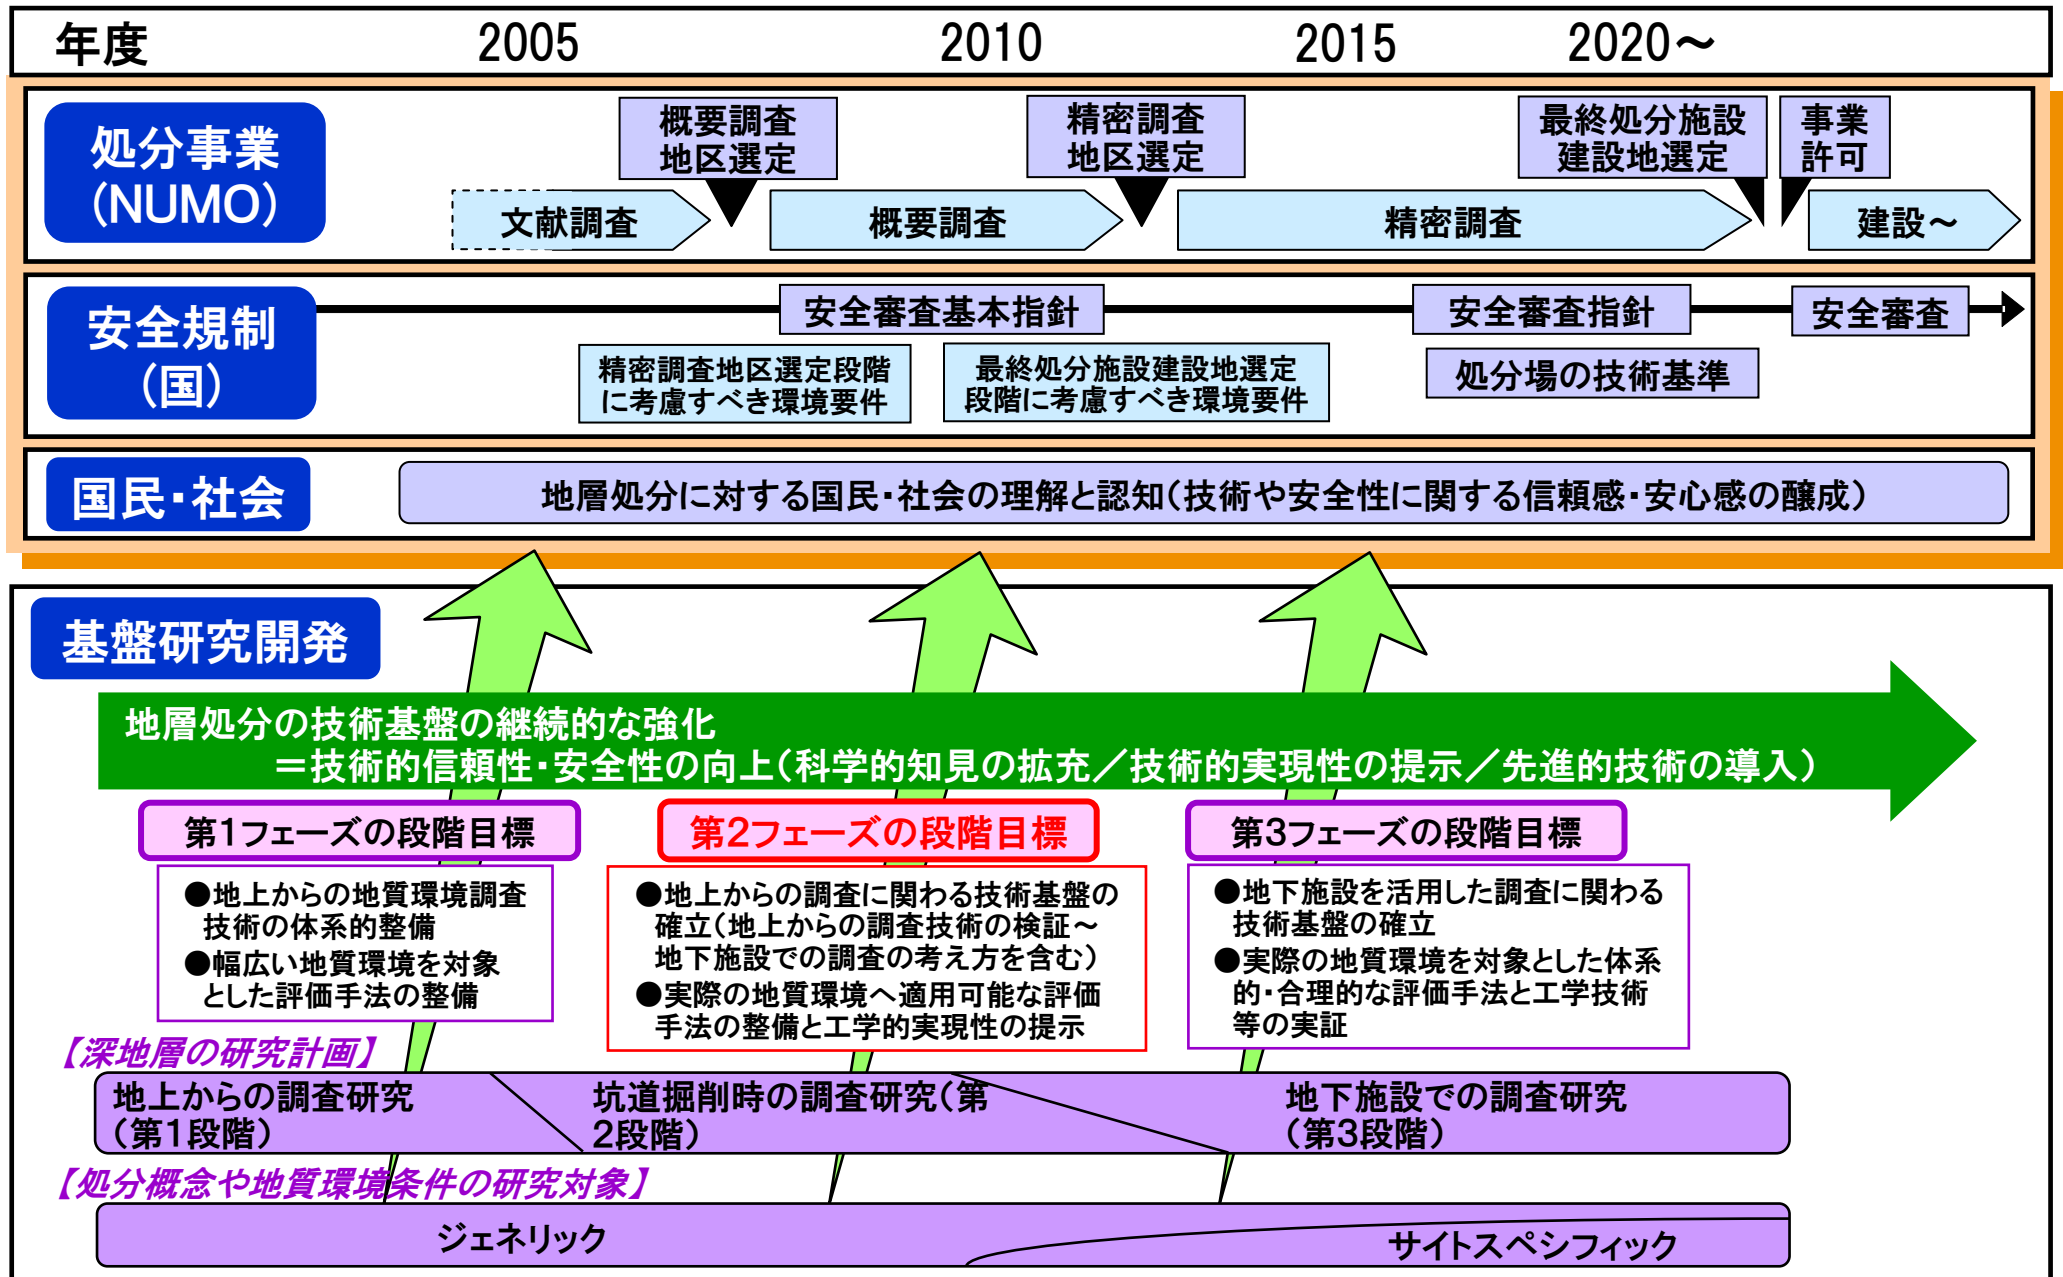 年度 2005 2010 2015 2020～
処分事業
（NUMO）
概要調査
地区選定
精密調査
地区選定
最終処分施設
建設地選定
事業
許可
文献調査
概要調査
精密調査
建設～
安全規制
（国）
安全審査基本指針
安全審査指針
安全審査
精密調査地区選定段階
に考慮すべき環境要件
最終処分施設建設地選定
段階に考慮すべき環境要件
処分場の技術基準
国民・社会
地層処分に対する国民・社会の理解と認知（技術や安全性に関する信頼感・安心感の醸成）
基盤研究開発
地層処分の技術基盤の継続的な強化
＝技術的信頼性・安全性の向上（科学的知見の拡充／技術的実現性の提示／先進的技術の導入）
第1フェーズの段階目標
●地上からの地質環境調査
技術の体系的整備
●幅広い地質環境を対象
とした評価手法の整備
第2フェーズの段階目標
●地上からの調査に関わる技術基盤の
確立（地上からの調査技術の検証～
地下施設での調査の考え方を含む）
●実際の地質環境へ適用可能な評価
手法の整備と工学的実現性の提示
第3フェーズの段階目標
●地下施設を活用した調査に関わる
技術基盤の確立
●実際の地質環境を対象とした体系
的・合理的な評価手法と工学技術
等の実証
【深地層の研究計画】
地上からの調査研究
（第1段階）
坑道掘削時の調査研究（第
2段階）
地下施設での調査研究
（第3段階）
【処分概念や地質環境条件の研究対象】
ジェネリック
サイトスペシフィック